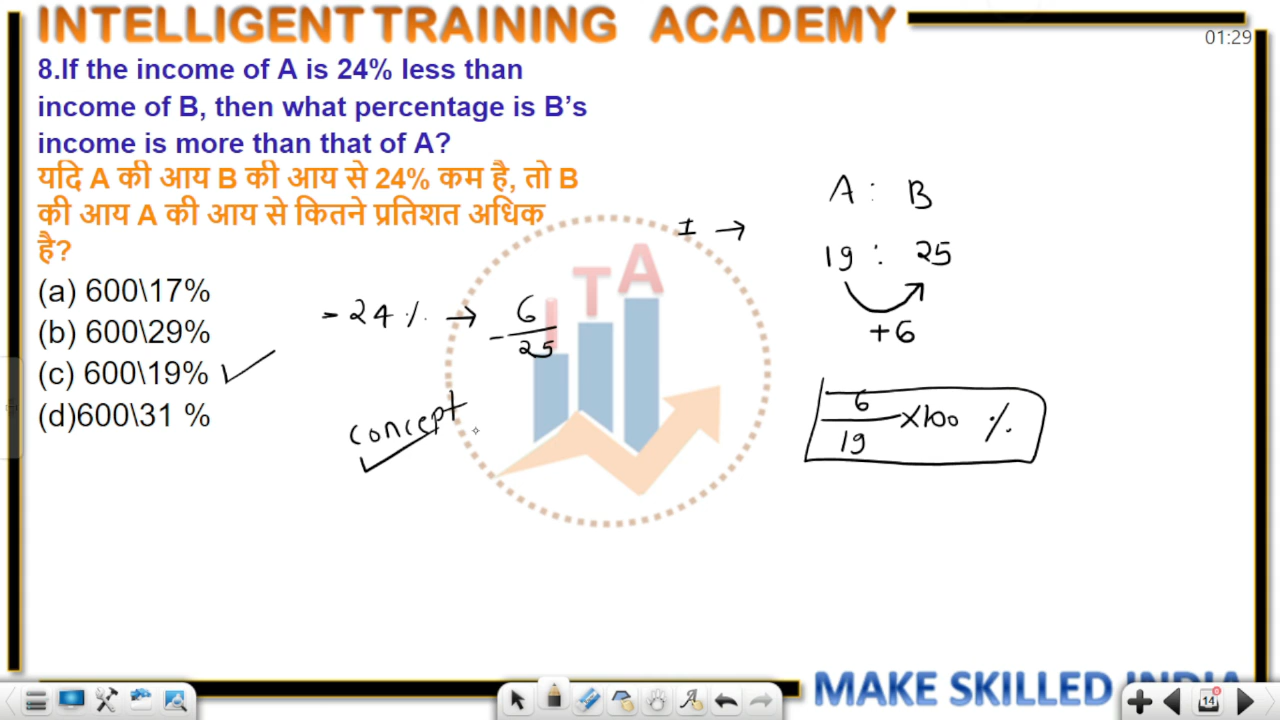 INTELLIGENT TRAINING ACADEMY
01:29
8.If the income of A is 24% less than
income of B, then what percentage is B’s
income is more than that of A?
यदि A की आय B की आय से 24% कम है, तो B
की आय A की आय से कितने प्रतिशत अधिक
है?
(a) 600\17%
(b) 600\29%
(c) 600\19%
(d)600\31 %
- 24 % → - 6
25
concept
A : B
I → 19 : 25
+6
6
19
×100 %
ITA
MAKE SKILLED INDIA
14